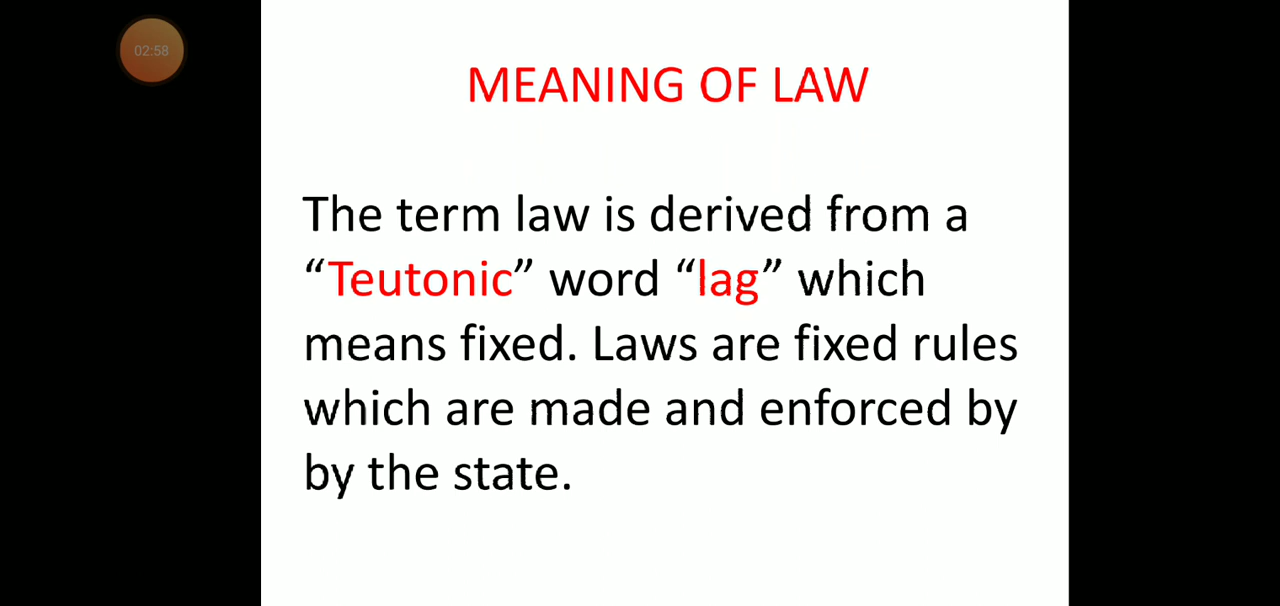 02:58
MEANING OF LAW
The term law is derived from a
“Teutonic” word “lag” which
means fixed. Laws are fixed rules
which are made and enforced by
by the state.